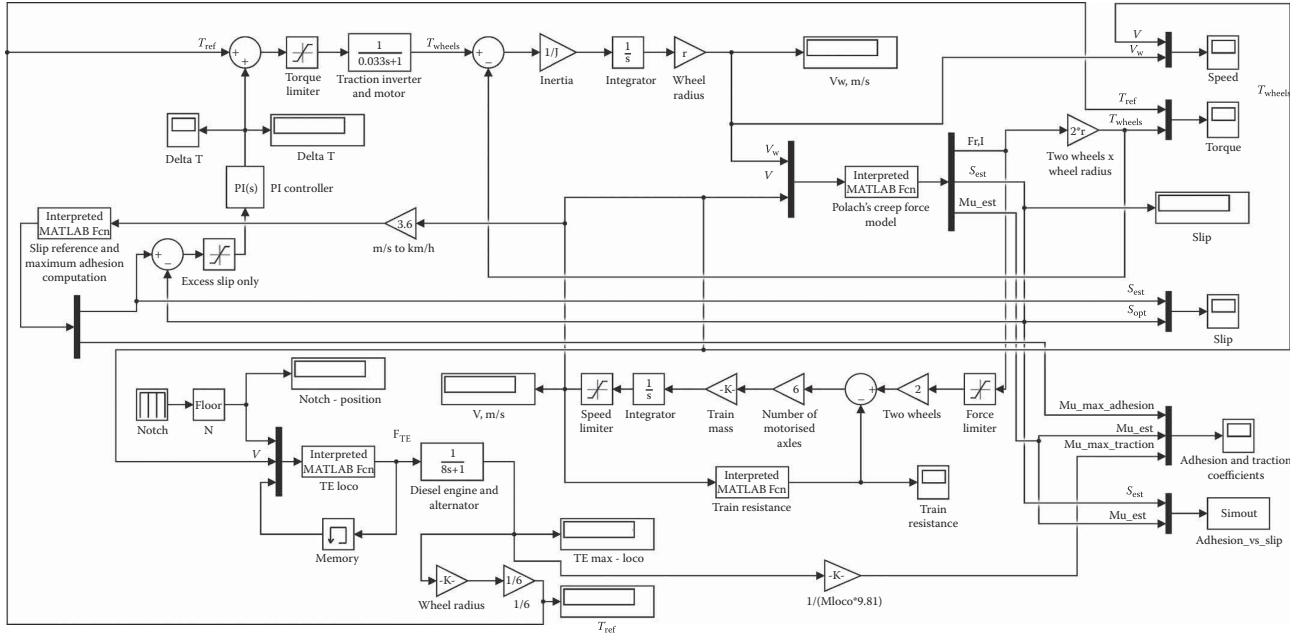 T_ref
+
+
Torque
limiter
1
0.033s+1
Traction inverter
and motor
T_wheels
+
−
1/J
Inertia
1
s
Integrator
r
Wheel
radius
Vw, m/s
V
V_w
Speed
T_wheels
T_ref
T_wheels
Torque
Delta T
Delta T
PI(s)
PI controller
V_w
V
Interpreted
MATLAB Fcn
Polach's creep force
model
Fr,I
S_est
Mu_est
2*r
Two wheels x
wheel radius
Slip
Interpreted
MATLAB Fcn
Slip reference and
maximum adhesion
computation
+
−
Excess slip only
3.6
m/s to km/h
S_est
S_opt
Slip
Notch
Floor
N
Notch - position
V, m/s
Speed
limiter
1
s
Integrator
-K-
Train
mass
6
Number of
motorised
axles
+
−
2
Two wheels
Force
limiter
Mu_max_adhesion
Mu_est
Mu_max_traction
Adhesion and traction
coefficients
V
Interpreted
MATLAB Fcn
TE loco
F_TE
1
8s+1
Diesel engine and
alternator
Memory
Interpreted
MATLAB Fcn
Train resistance
Train
resistance
S_est
Mu_est
Simout
Adhesion_vs_slip
TE max - loco
-K-
Wheel radius
1/6
1/6
T_ref
-K-
1/(Mloco*9.81)